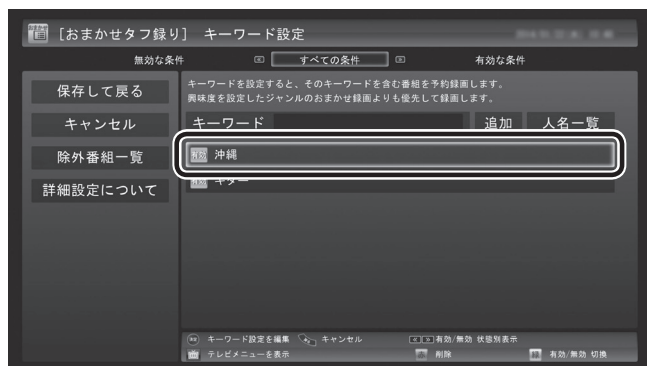 [おまかせタフ録り] キーワード設定
無効な条件 すべての条件 有効な条件
保存して戻る
キャンセル
除外番組一覧
詳細設定について
キーワードを設定すると、そのキーワードを含む番組を予約録画します。
興味度を設定したジャンルのおまかせ録画よりも優先して録画します。
キーワード 追加 人名一覧
有効 沖縄
有効 ギター
キーワード設定を編集 キャンセル 有効/無効 状態別表示
テレビメニューを表示 削除 有効/無効 切換